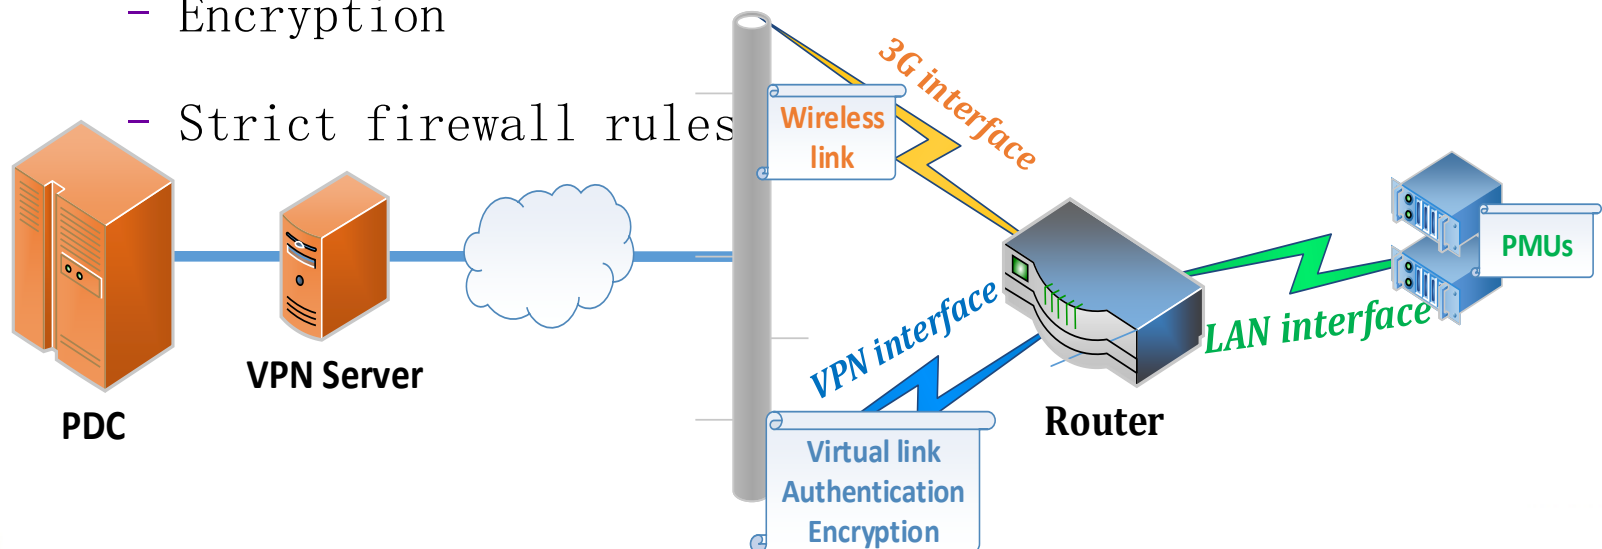 – Encryption
– Strict firewall rules
3G interface
Wireless
link
PMUs
VPN interface
LAN interface
VPN Server
PDC
Router
Virtual link
Authentication
Encryption